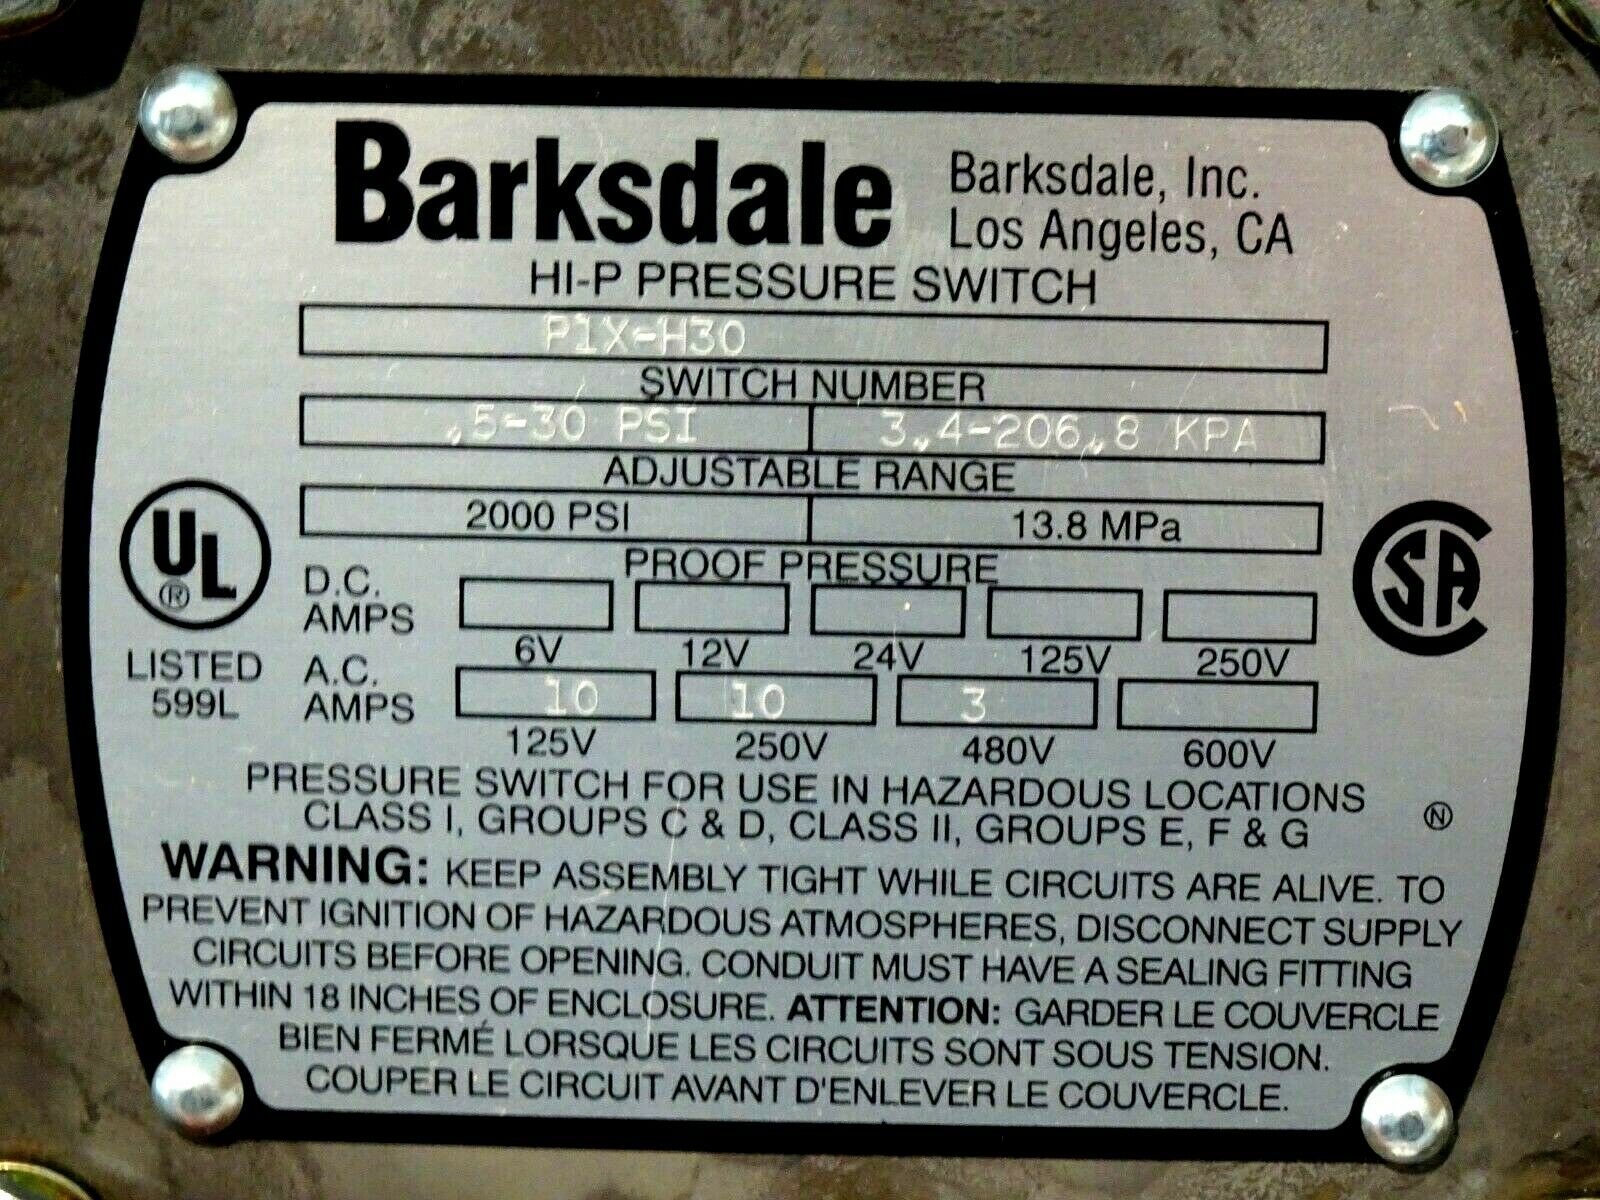 Barksdale
Barksdale, Inc.
Los Angeles, CA
HI-P PRESSURE SWITCH
P1X-H30
SWITCH NUMBER
.5-30 PSI 3.4-206.8 KPA
ADJUSTABLE RANGE
2000 PSI 13.8 MPa
PROOF PRESSURE
UL
®
LISTED
599L
D.C.
AMPS
6V 12V 24V 125V 250V
A.C.
AMPS
10 10 3
125V 250V 480V 600V
SA
PRESSURE SWITCH FOR USE IN HAZARDOUS LOCATIONS
CLASS I, GROUPS C & D, CLASS II, GROUPS E, F & G
Ⓝ
WARNING: KEEP ASSEMBLY TIGHT WHILE CIRCUITS ARE ALIVE. TO
PREVENT IGNITION OF HAZARDOUS ATMOSPHERES, DISCONNECT SUPPLY
CIRCUITS BEFORE OPENING. CONDUIT MUST HAVE A SEALING FITTING
WITHIN 18 INCHES OF ENCLOSURE. ATTENTION: GARDER LE COUVERCLE
BIEN FERMÉ LORSQUE LES CIRCUITS SONT SOUS TENSION.
COUPER LE CIRCUIT AVANT D'ENLEVER LE COUVERCLE.